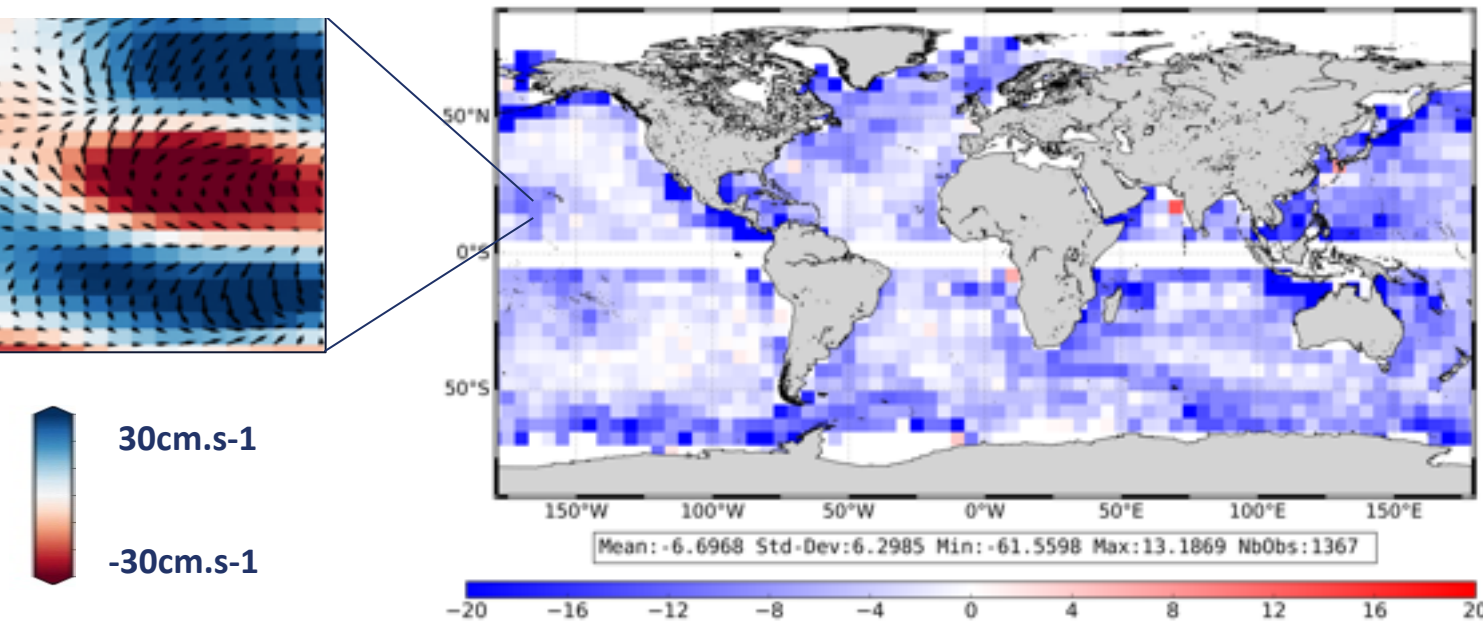 50°N
0°S
50°S
150°W 100°W 50°W 0°W 50°E 100°E 150°E
30cm.s-1
-30cm.s-1
Mean:-6.6968 Std-Dev:6.2985 Min:-61.5598 Max:13.1869 NbObs:1367
−20 −16 −12 −8 −4 0 4 8 12 16 20